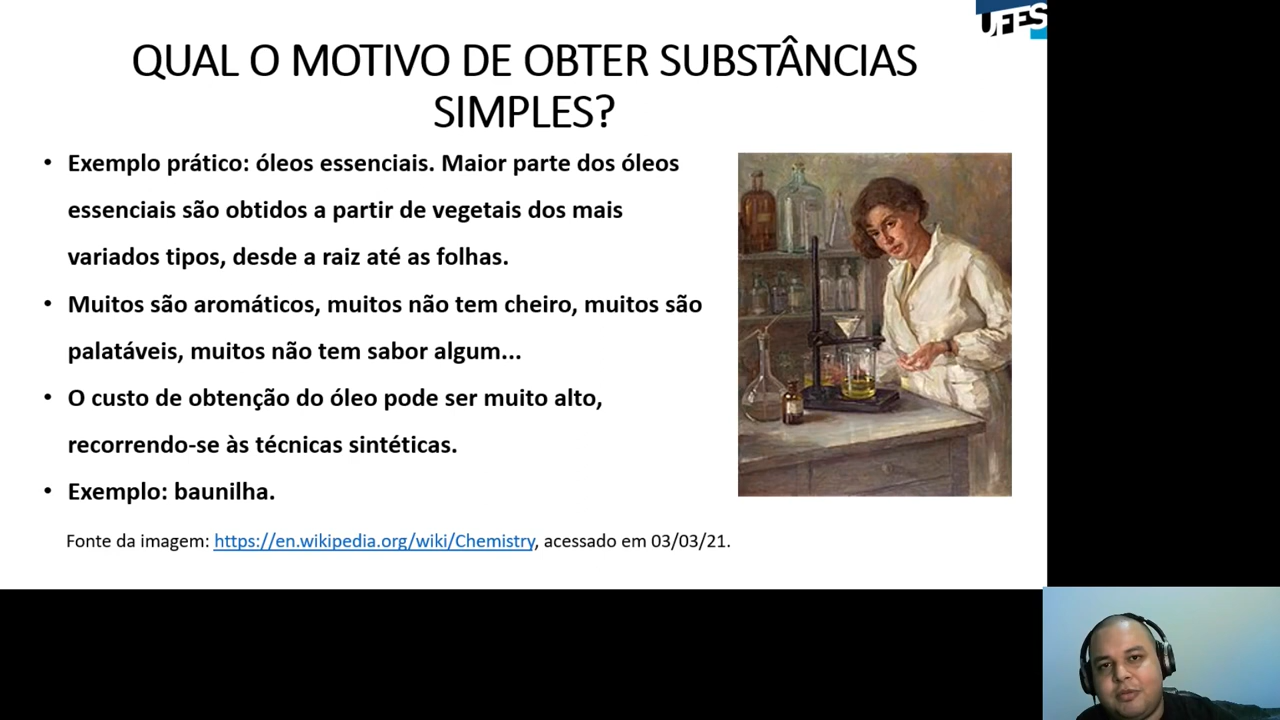 UFES
QUAL O MOTIVO DE OBTER SUBSTÂNCIAS
SIMPLES?
• Exemplo prático: óleos essenciais. Maior parte dos óleos
essenciais são obtidos a partir de vegetais dos mais
variados tipos, desde a raiz até as folhas.
• Muitos são aromáticos, muitos não tem cheiro, muitos são
palatáveis, muitos não tem sabor algum...
• O custo de obtenção do óleo pode ser muito alto,
recorrendo-se às técnicas sintéticas.
• Exemplo: baunilha.
Fonte da imagem: https://en.wikipedia.org/wiki/Chemistry, acessado em 03/03/21.